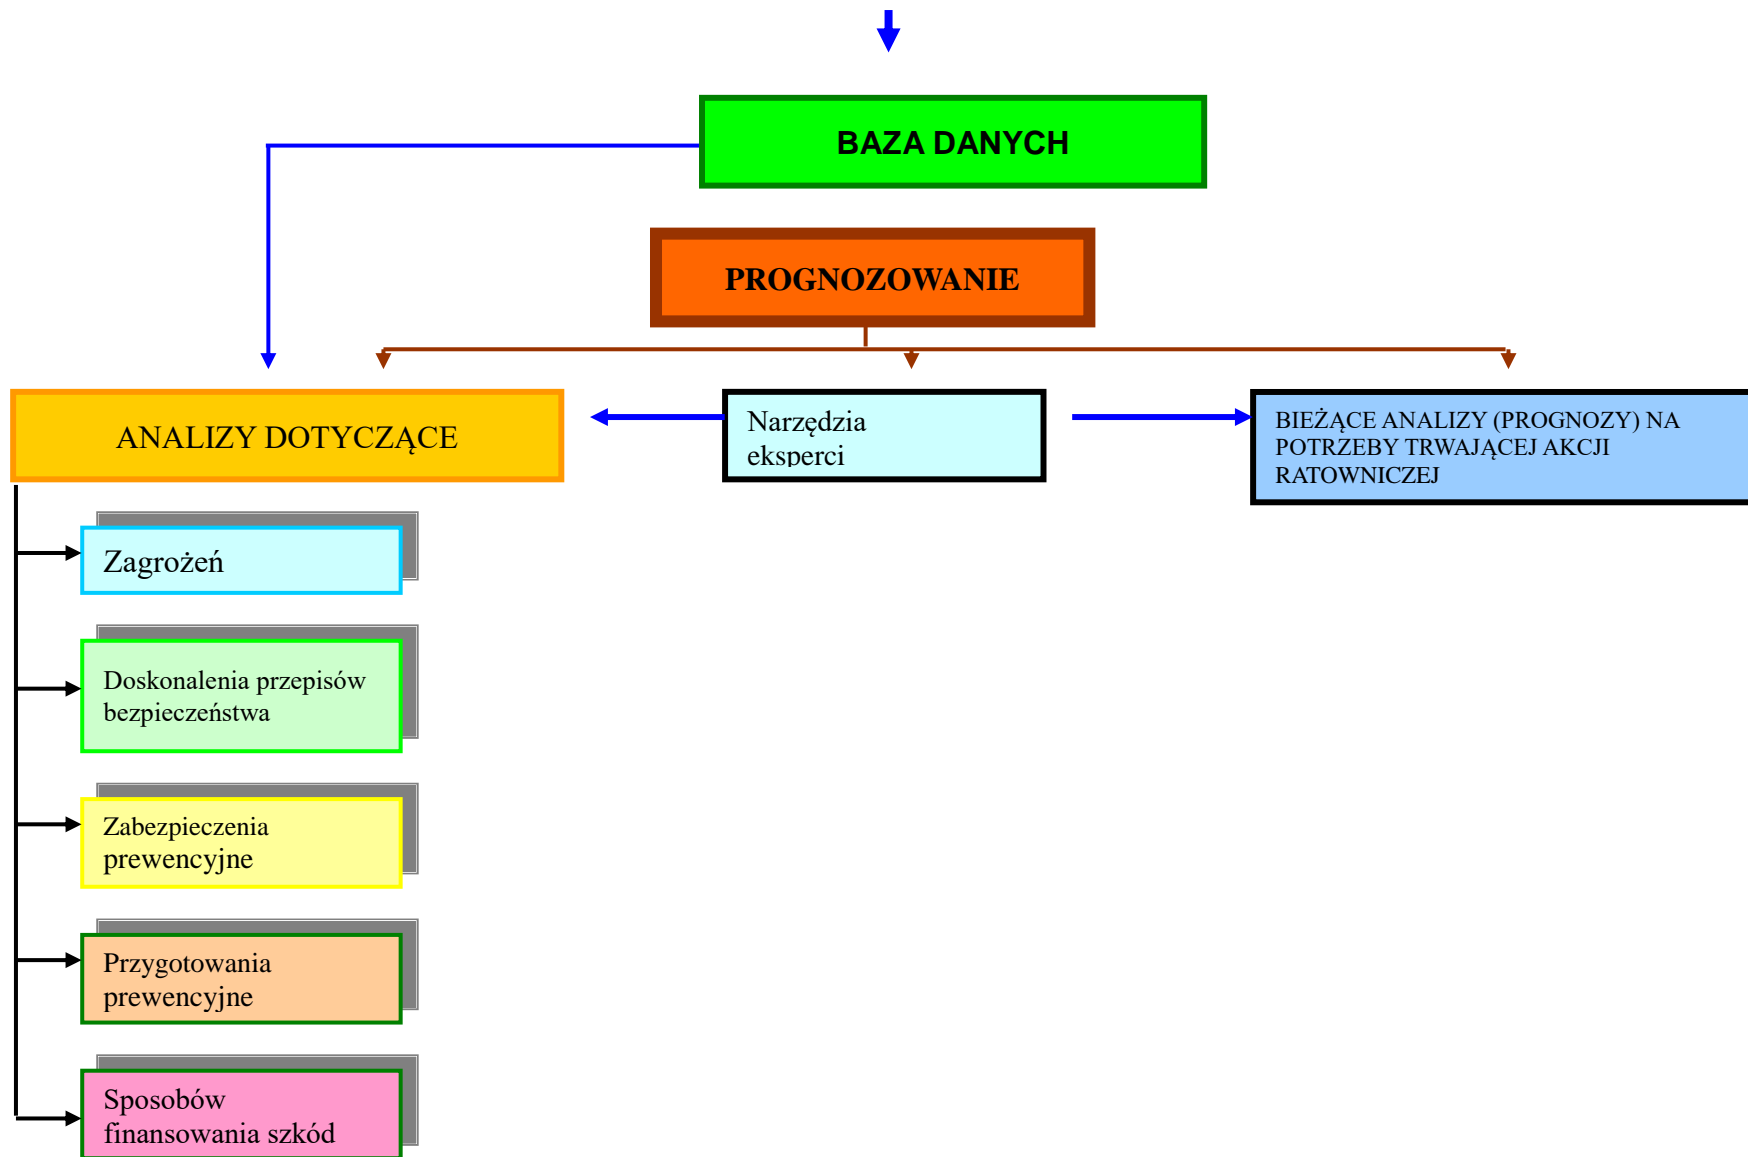 BAZA DANYCH
PROGNOZOWANIE
ANALIZY DOTYCZĄCE
Narzędzia
eksperci
BIEŻĄCE ANALIZY (PROGNOZY) NA
POTRZEBY TRWAJĄCEJ AKCJI
RATOWNICZEJ
Zagrożeń
Doskonalenia przepisów
bezpieczeństwa
Zabezpieczenia
prewencyjne
Przygotowania
prewencyjne
Sposobów
finansowania szkód